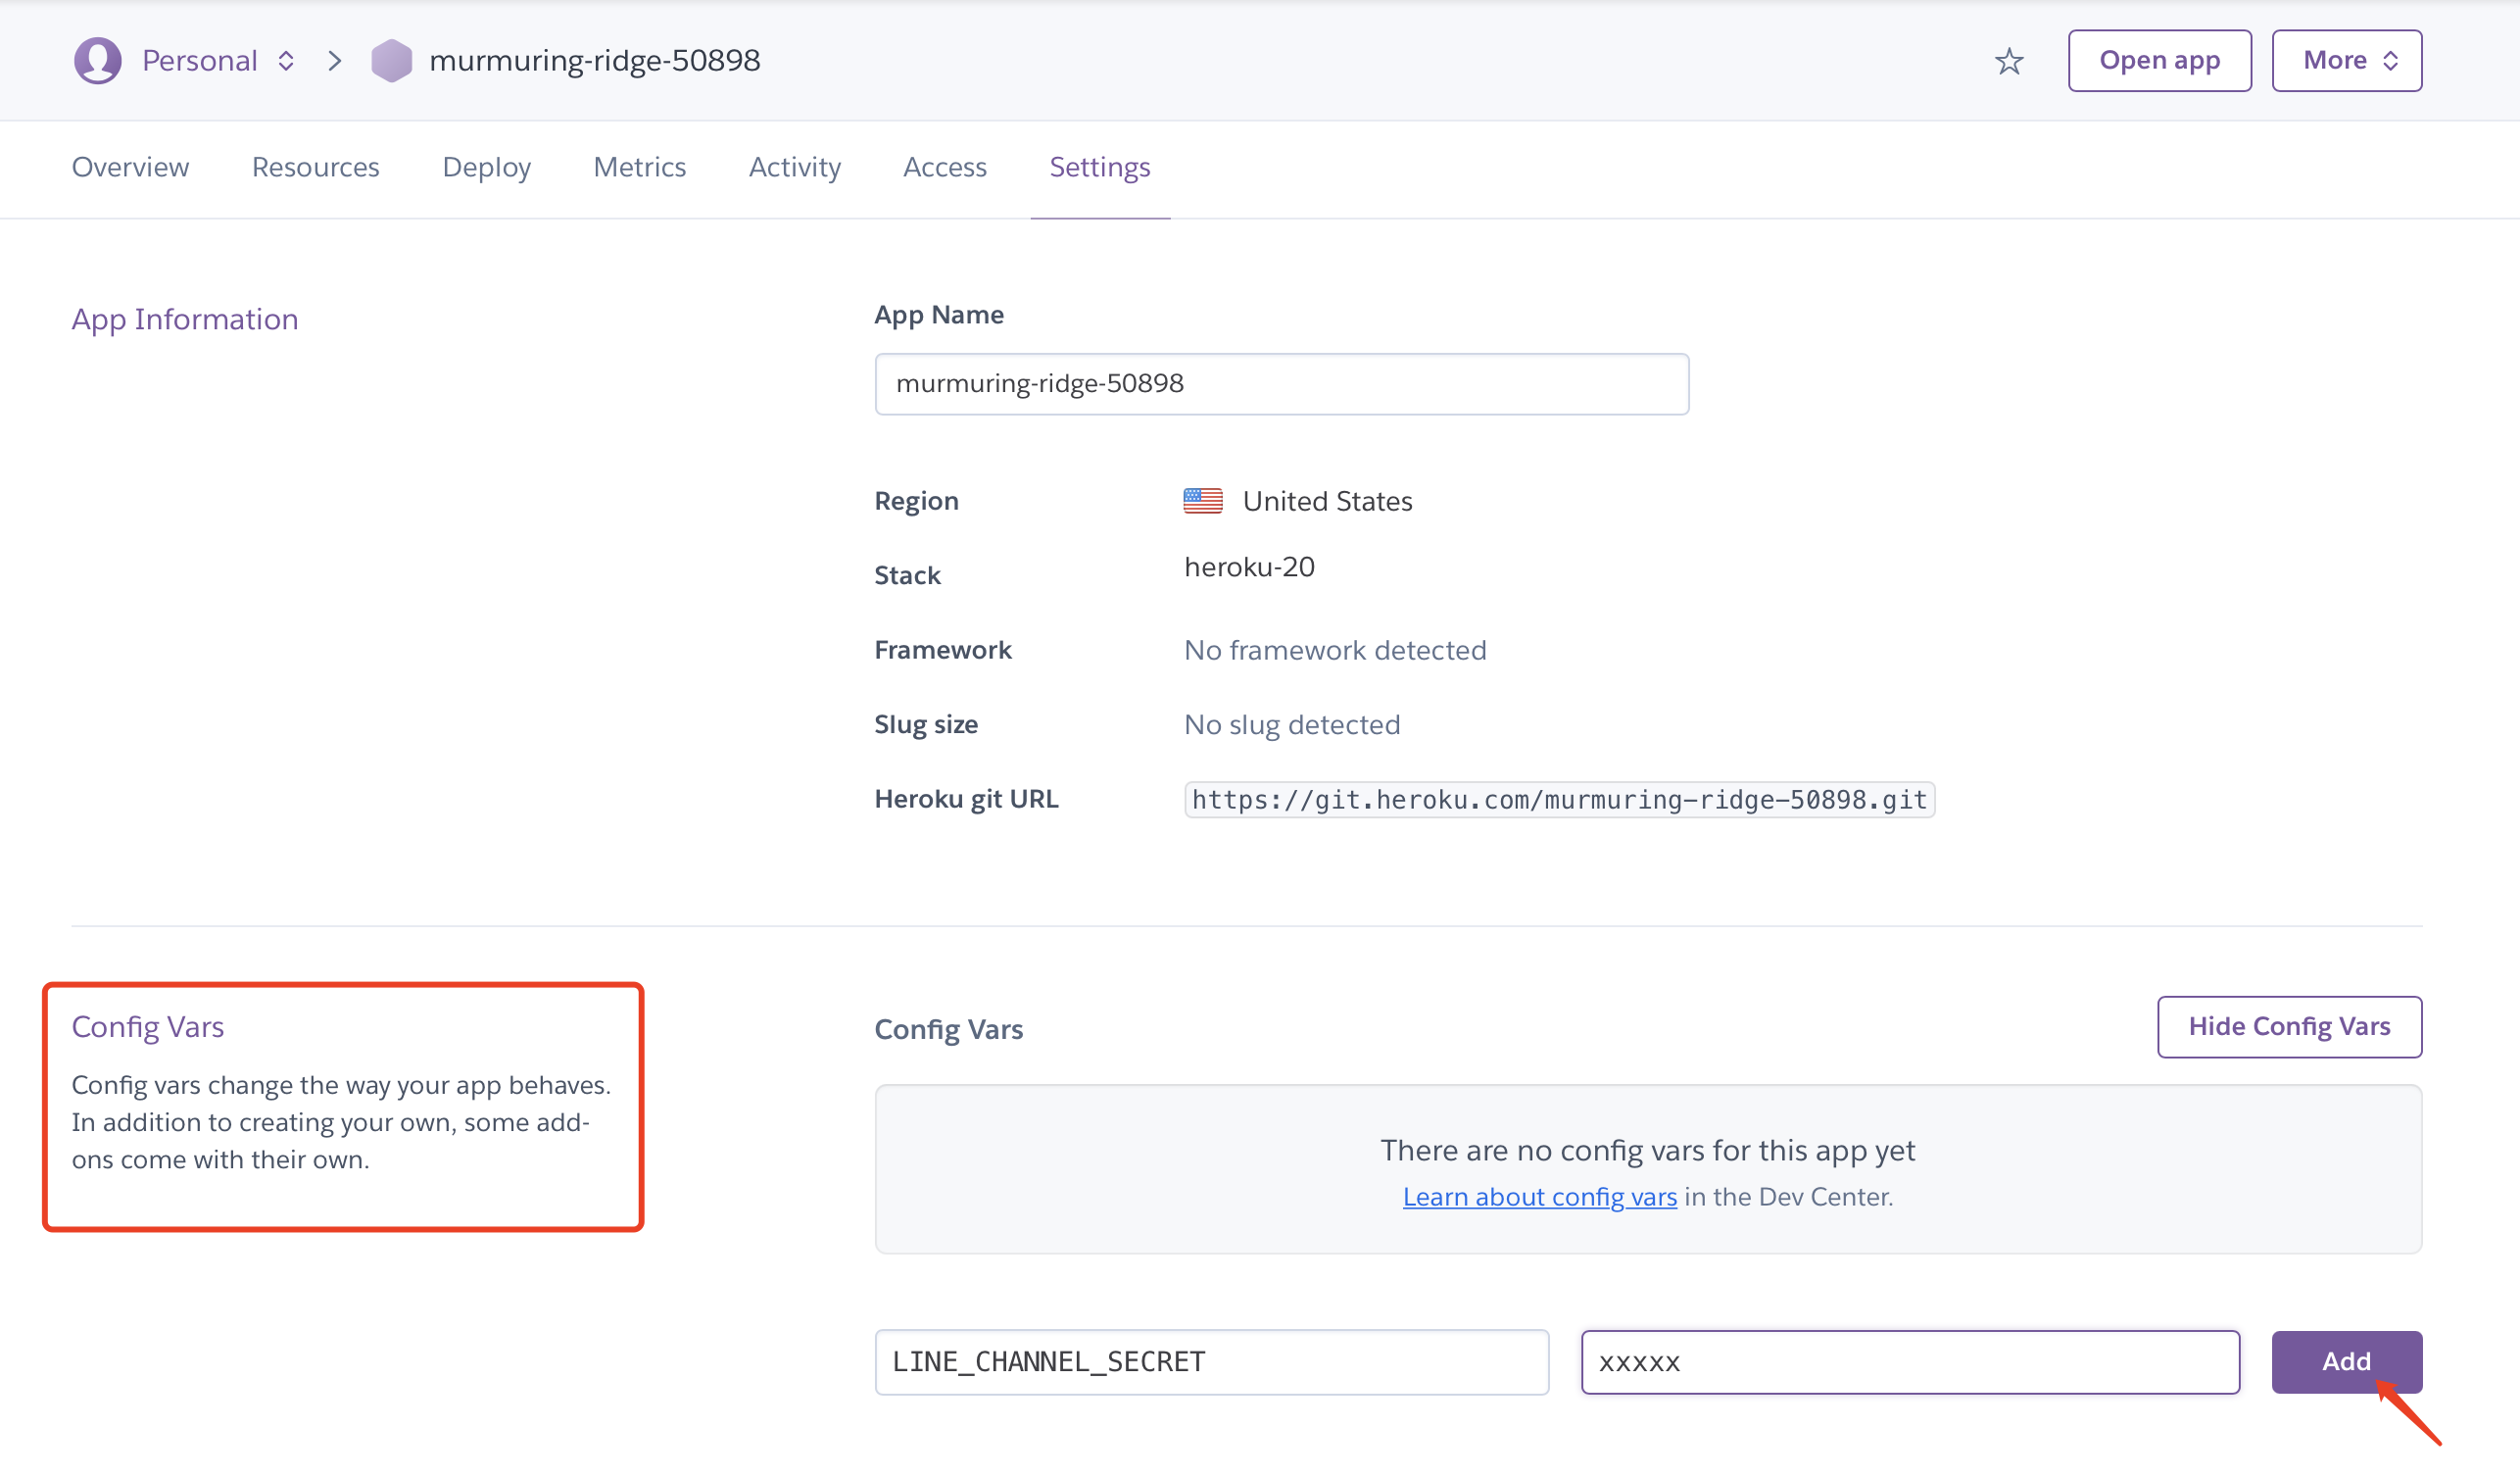 Personal
murmuring-ridge-50898
Open app
More
Overview
Resources
Deploy
Metrics
Activity
Access
Settings
App Information
App Name
murmuring-ridge-50898
Region
United States
Stack
heroku-20
Framework
No framework detected
Slug size
No slug detected
Heroku git URL
https://git.heroku.com/murmuring-ridge-50898.git
Config Vars
Config vars change the way your app behaves.
In addition to creating your own, some add-
ons come with their own.
Config Vars
Hide Config Vars
There are no config vars for this app yet
Learn about config vars in the Dev Center.
LINE_CHANNEL_SECRET
xxxxx
Add